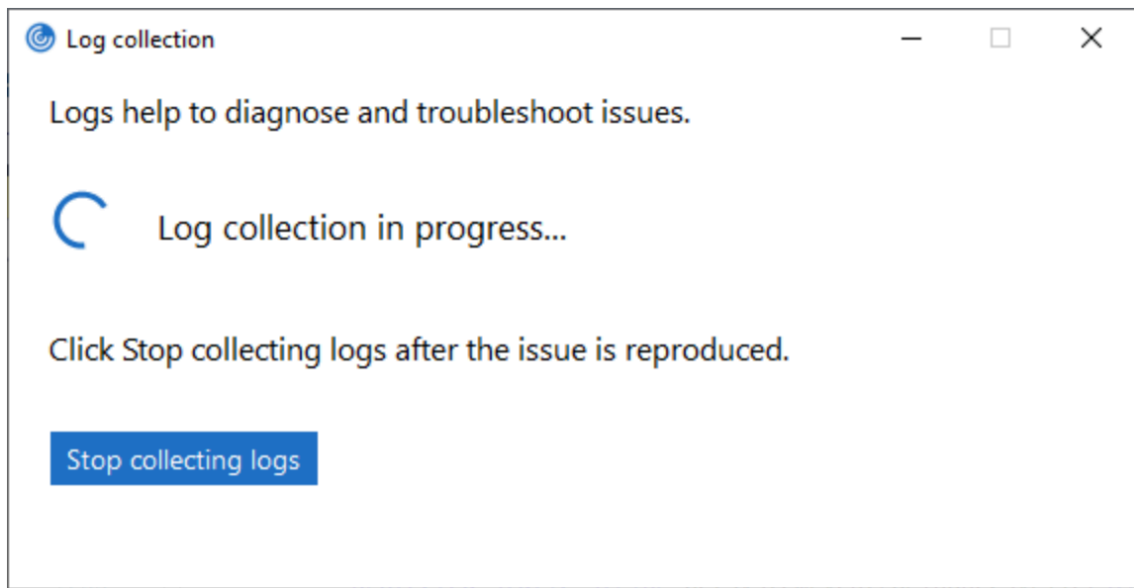 Log collection
Logs help to diagnose and troubleshoot issues.
Log collection in progress...
Click Stop collecting logs after the issue is reproduced.
Stop collecting logs